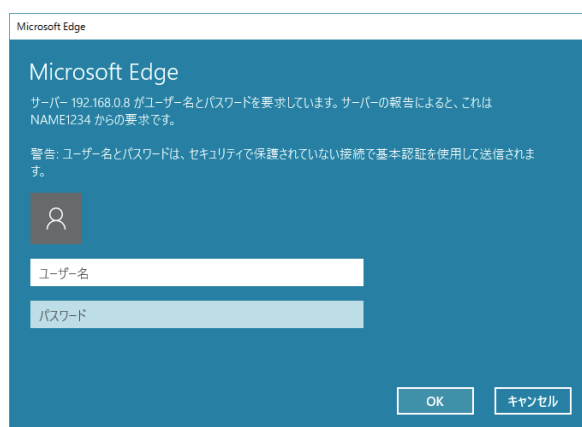 Microsoft Edge
Microsoft Edge
サーバー 192.168.0.8 がユーザー名とパスワードを要求しています。サーバーの報告によると、これは
NAME1234 からの要求です。
警告: ユーザー名とパスワードは、セキュリティで保護されていない接続で基本認証を使用して送信されま
す。
ユーザー名
パスワード
OK
キャンセル